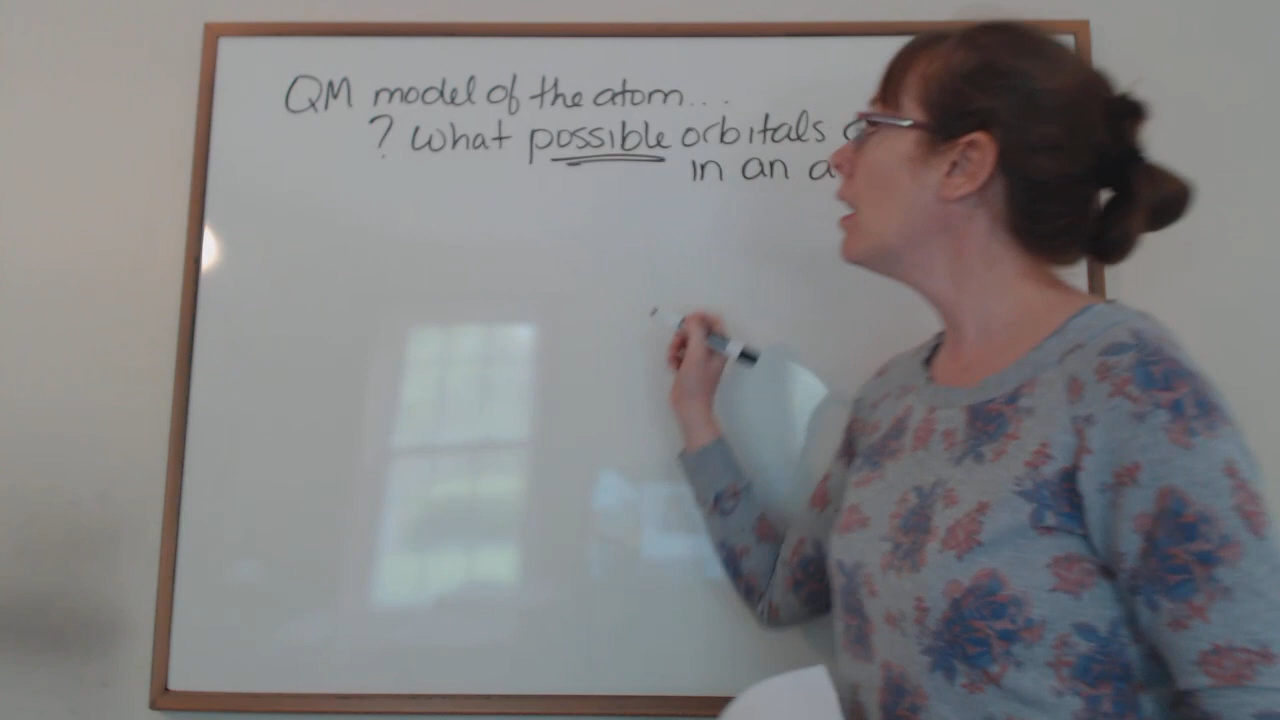 QM model of the atom...
? What possible orbitals
in an